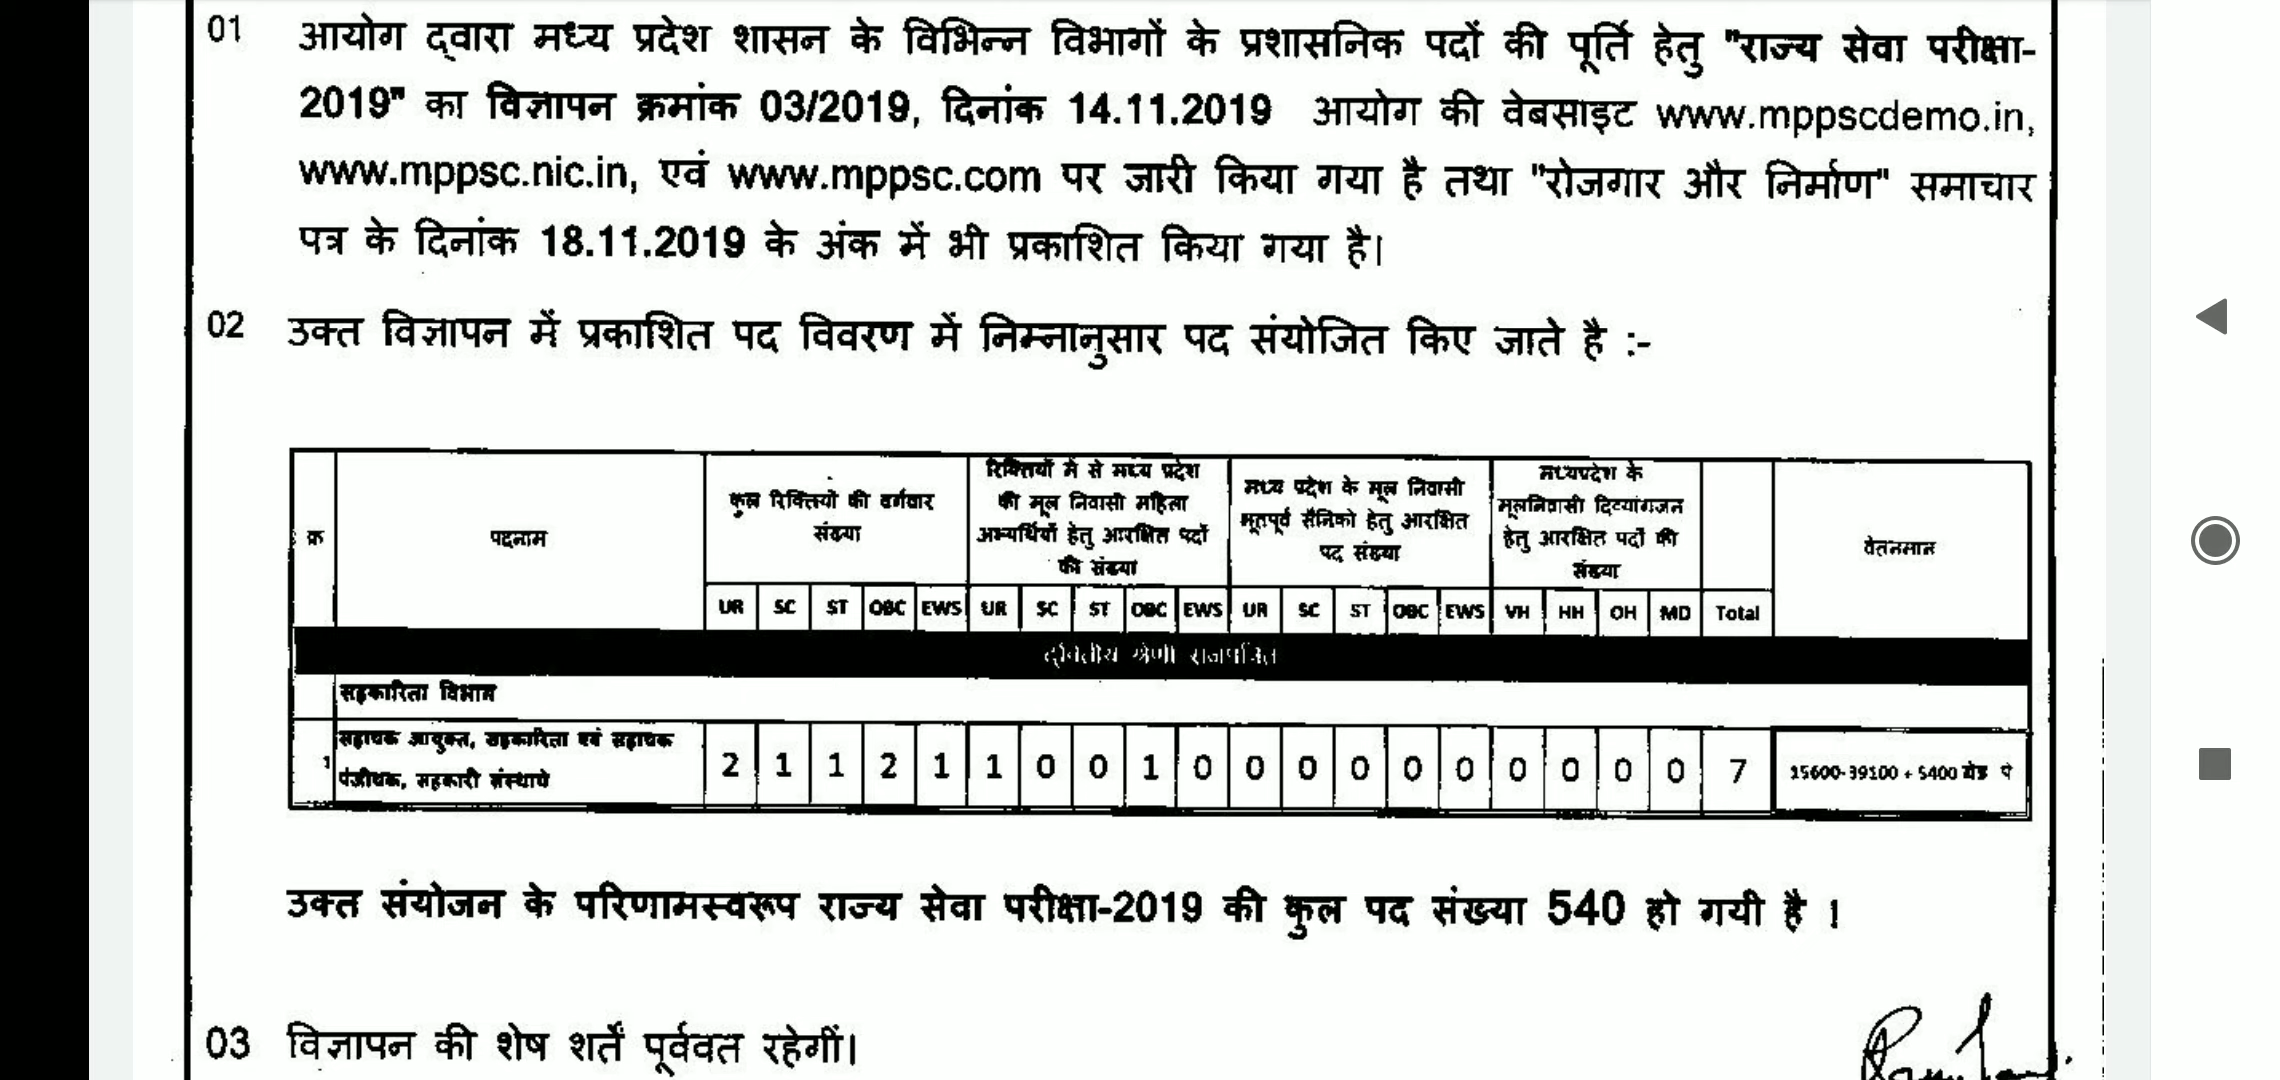 01 आयोग द्वारा मध्य प्रदेश शासन के विभिन्न विभागों के प्रशासनिक पदों की पूर्ति हेतु "राज्य सेवा परीक्षा-
2019" का विज्ञापन क्रमांक 03/2019, दिनांक 14.11.2019 आयोग की वेबसाइट www.mppscdemo.in,
www.mppsc.nic.in, एवं www.mppsc.com पर जारी किया गया है तथा "रोजगार और निर्माण" समाचार
पत्र के दिनांक 18.11.2019 के अंक में भी प्रकाशित किया गया है।
02 उक्त विज्ञापन में प्रकाशित पद विवरण में निम्नानुसार पद संयोजित किए जाते है :-
क्र
पदनाम
कुल रिक्तियों की वर्गवार
संख्या
रिक्तियों में से मध्य प्रदेश
की मूल निवासी महिला
अभ्यर्थियों हेतु आरक्षित पदों
की संख्या
मध्य प्रदेश के मूल निवासी
भूतपूर्व सैनिको हेतु आरक्षित
पद संख्या
मध्यप्रदेश के
मूलनिवासी दिव्यांगजन
हेतु आरक्षित पदों की
संख्या
वेतनमान
UR SC ST OBC EWS UR SC ST OBC EWS UR SC ST OBC EWS VH HH OH MD Total
द्वितीय श्रेणी राजपत्रित
सहकारिता विभाग
1 सहायक आयुक्त, सहकारिता एवं सहायक
पंजीयक, सहकारी संस्थाये
2 1 1 2 1 1 0 0 1 0 0 0 0 0 0 0 0 0 0 7 15600-39100 + 5400 ग्रेड पे
उक्त संयोजन के परिणामस्वरूप राज्य सेवा परीक्षा-2019 की कुल पद संख्या 540 हो गयी है ।
03 विज्ञापन की शेष शर्तें पूर्ववत रहेगीं।